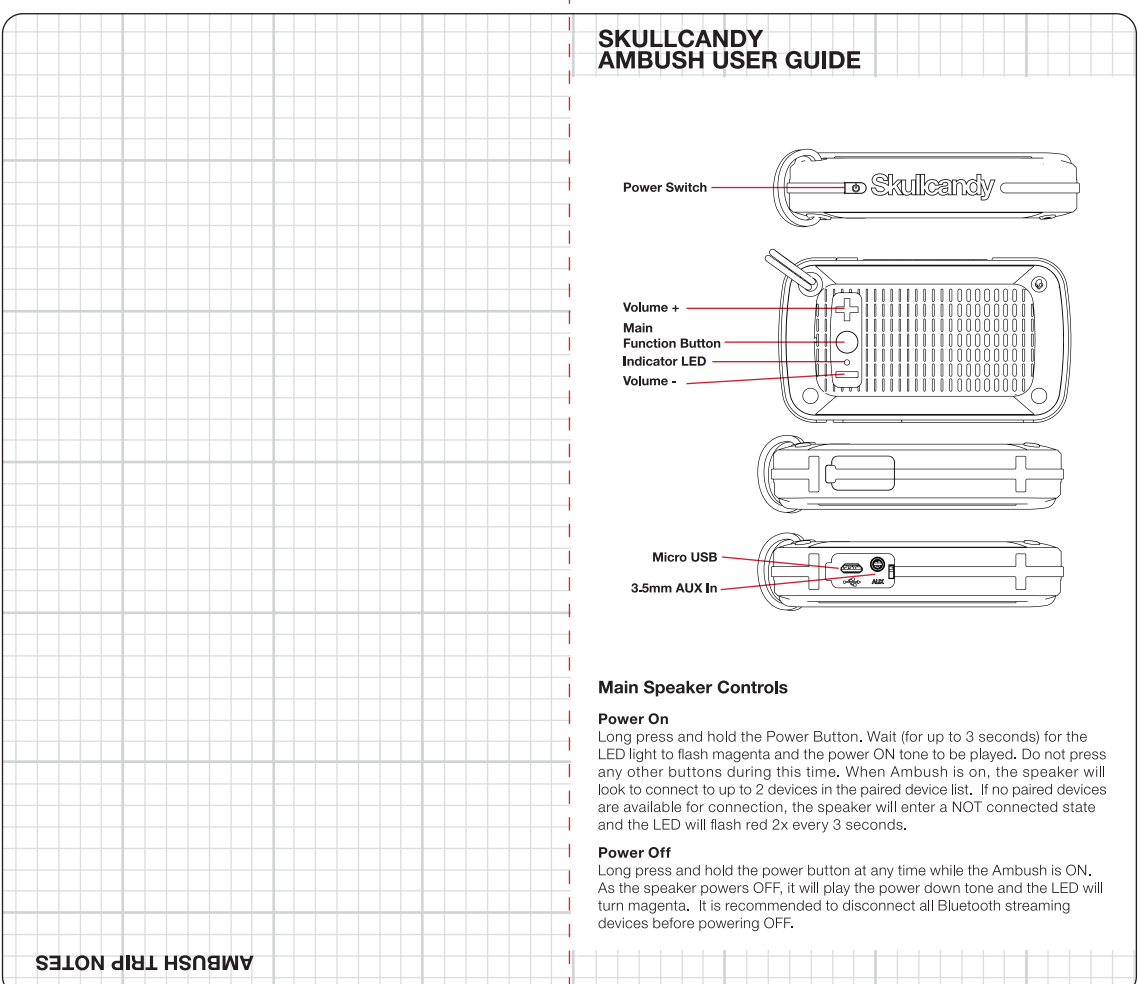 SKULLCANDY
AMBUSH USER GUIDE
Power Switch
Skullcandy
Volume +
Main
Function Button
Indicator LED
Volume -
Micro USB
3.5mm AUX In
AUX
Main Speaker Controls
Power On
Long press and hold the Power Button. Wait (for up to 3 seconds) for the
LED light to flash magenta and the power ON tone to be played. Do not press
any other buttons during this time. When Ambush is on, the speaker will
look to connect to up to 2 devices in the paired device list. If no paired devices
are available for connection, the speaker will enter a NOT connected state
and the LED will flash red 2x every 3 seconds.
Power Off
Long press and hold the power button at any time while the Ambush is ON.
As the speaker powers OFF, it will play the power down tone and the LED will
turn magenta. It is recommended to disconnect all Bluetooth streaming
devices before powering OFF.
AMBUSH TRIP NOTES